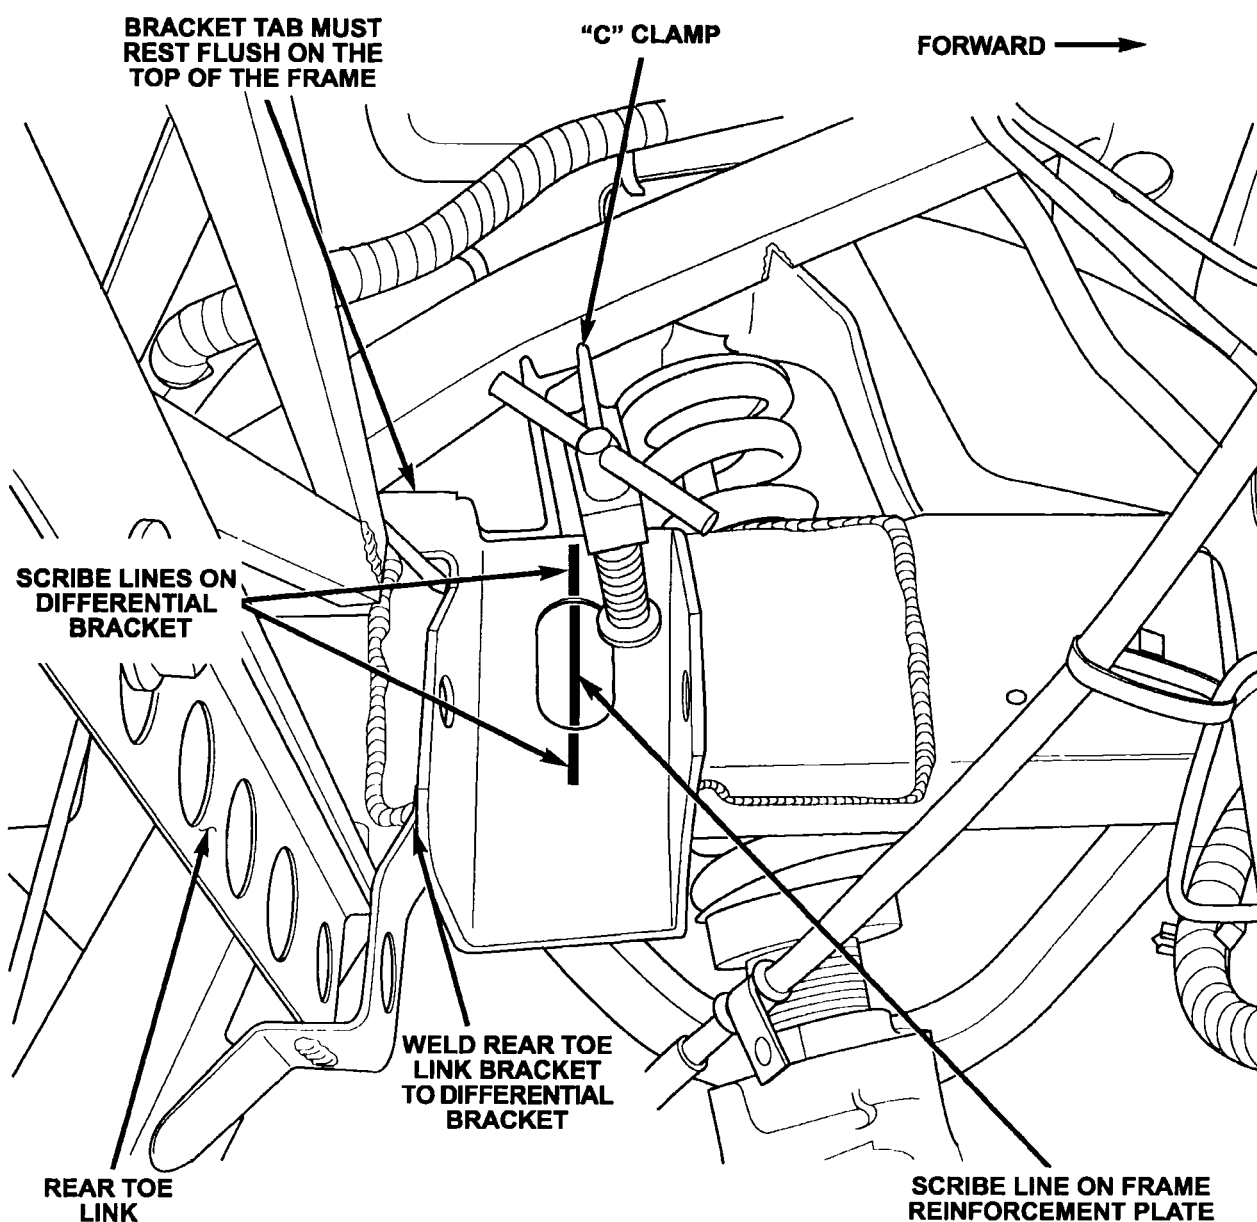 BRACKET TAB MUST
REST FLUSH ON THE
TOP OF THE FRAME
“C” CLAMP
FORWARD
SCRIBE LINES ON
DIFFERENTIAL
BRACKET
WELD REAR TOE
LINK BRACKET
TO DIFFERENTIAL
BRACKET
REAR TOE
LINK
SCRIBE LINE ON FRAME
REINFORCEMENT PLATE